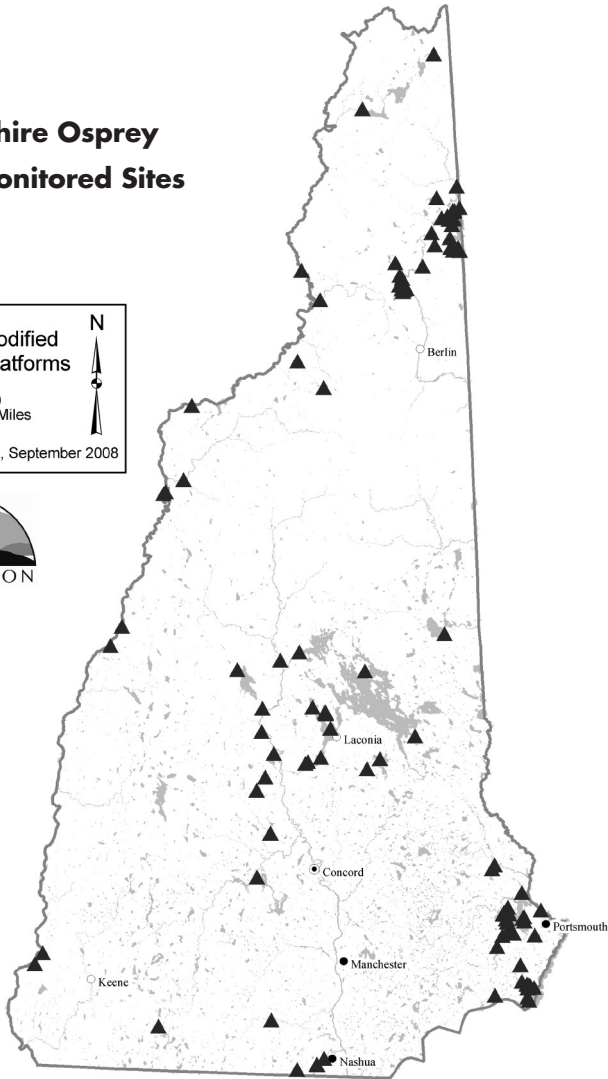 hire Osprey
onitored Sites
odified
atforms
N
Miles
, September 2008
ON
Berlin
Laconia
Concord
Portsmouth
Manchester
Keene
Nashua